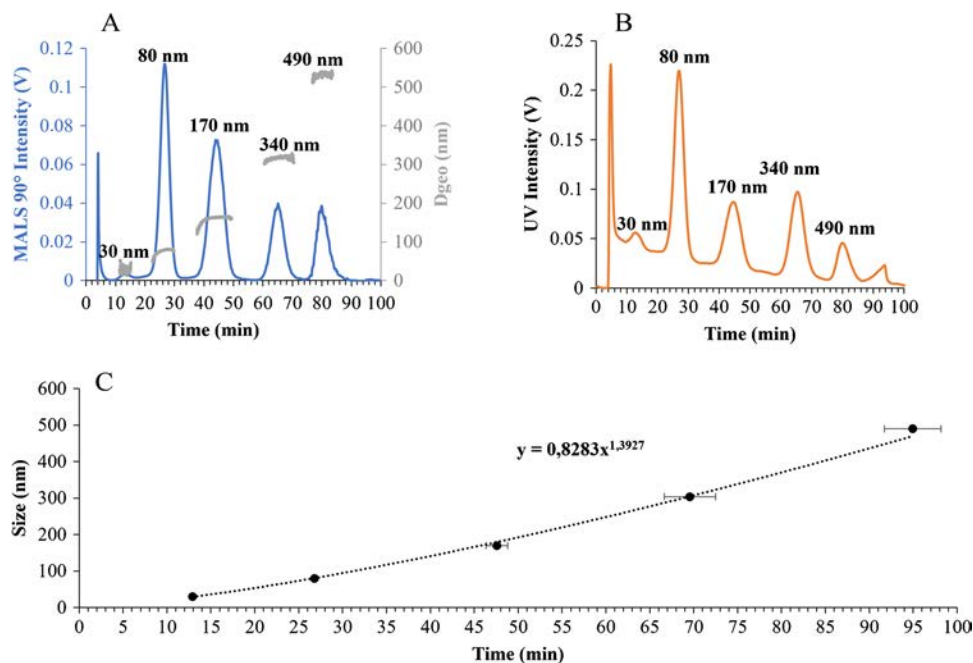 A
80 nm
490 nm
170 nm
340 nm
30 nm
MALS 90° Intensity (V)
0.12
0.1
0.08
0.06
0.04
0.02
0
600
500
400
300
200
100
0
Dgeo (nm)
0 10 20 30 40 50 60 70 80 90 100
Time (min)
B
80 nm
340 nm
170 nm
490 nm
30 nm
UV Intensity (V)
0.25
0.2
0.15
0.1
0.05
0
0 10 20 30 40 50 60 70 80 90 100
Time (min)
C
y = 0,8283x^1,3927
Size (nm)
600
500
400
300
200
100
0
0 5 10 15 20 25 30 35 40 45 50 55 60 65 70 75 80 85 90 95 100
Time (min)